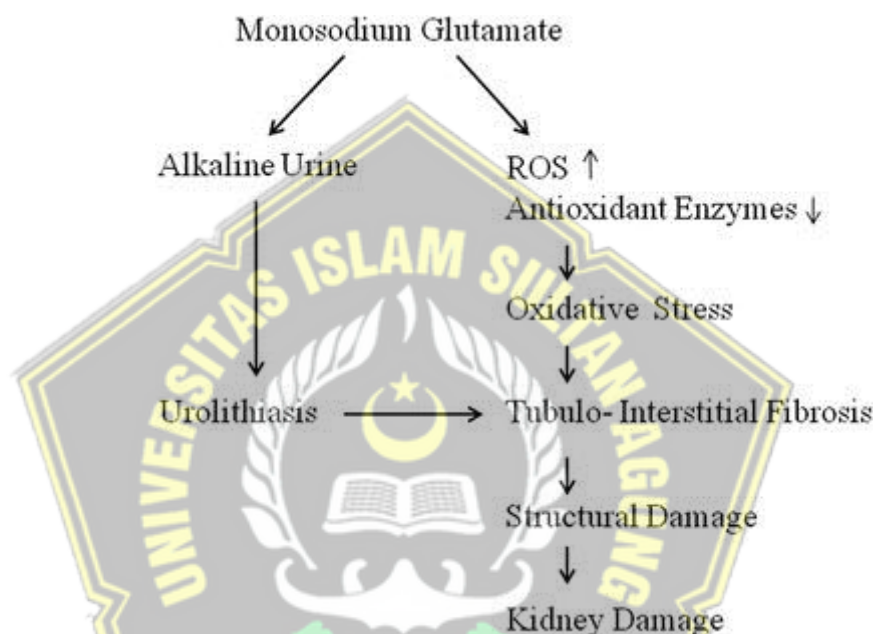 Monosodium Glutamate
Alkaline Urine
ROS ↑
Antioxidant Enzymes ↓
Oxidative Stress
Urolithiasis
Tubulo- Interstitial Fibrosis
Structural Damage
Kidney Damage
UNIVERSITAS ISLAM SULTAN AGUNG